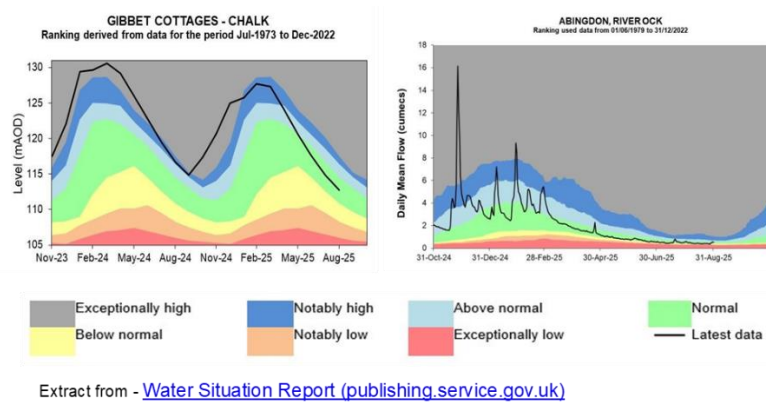 GIBBET COTTAGES - CHALK
Ranking derived from data for the period Jul-1973 to Dec-2022
Level (mAOD)
130
125
120
115
110
105
Nov-23 Feb-24 May-24 Aug-24 Nov-24 Feb-25 May-25 Aug-25
ABINGDON, RIVER OCK
Ranking used data from 01/06/1979 to 31/12/2022
Daily Mean Flow (cumecs)
18
16
14
12
10
8
6
4
2
0
31-Oct-24 31-Dec-24 28-Feb-25 30-Apr-25 30-Jun-25 31-Aug-25
Exceptionally high Notably high Above normal Normal
Below normal Notably low Exceptionally low Latest data
Extract from - Water Situation Report (publishing.service.gov.uk)